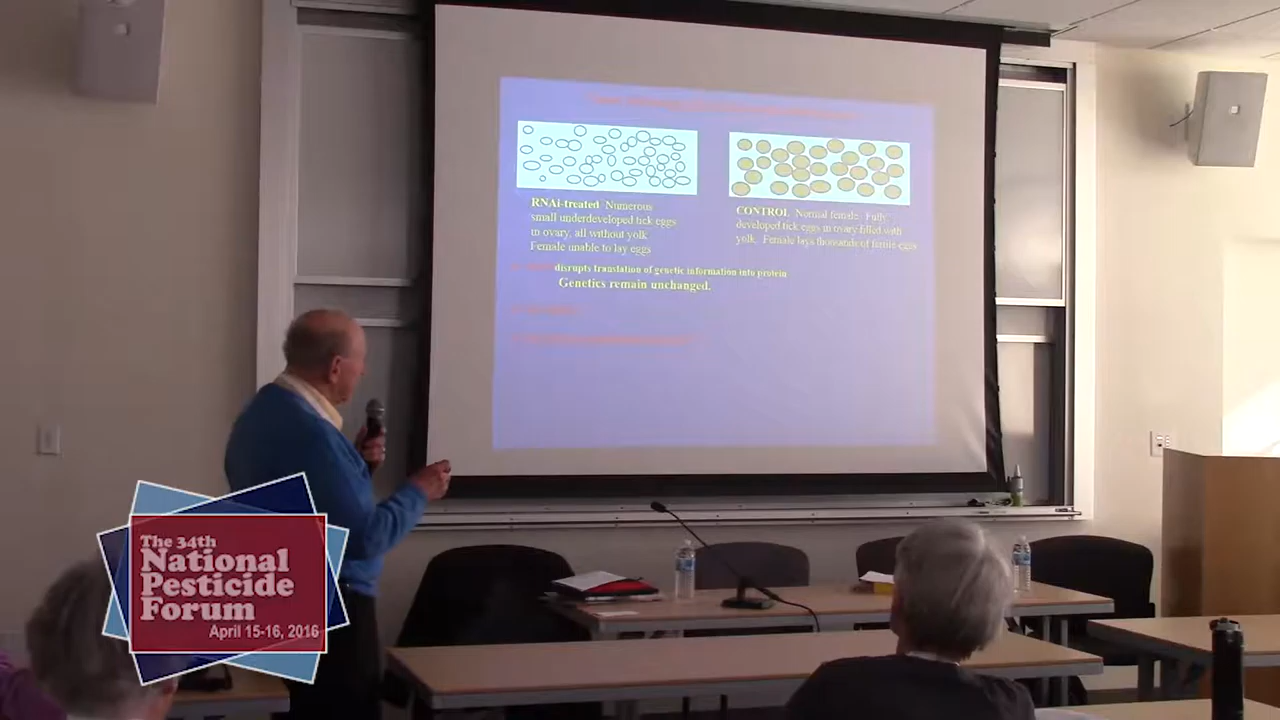 RNAi-treated Numerous
small underdeveloped tick eggs
in ovary, all without yolk
Female unable to lay eggs
CONTROL Normal female. Fully
developed tick eggs in ovary filled with
yolk. Female lays thousands of fertile eggs
disrupts translation of genetic information into protein
Genetics remain unchanged.
The 34th
National
Pesticide
Forum
April 15-16, 2016